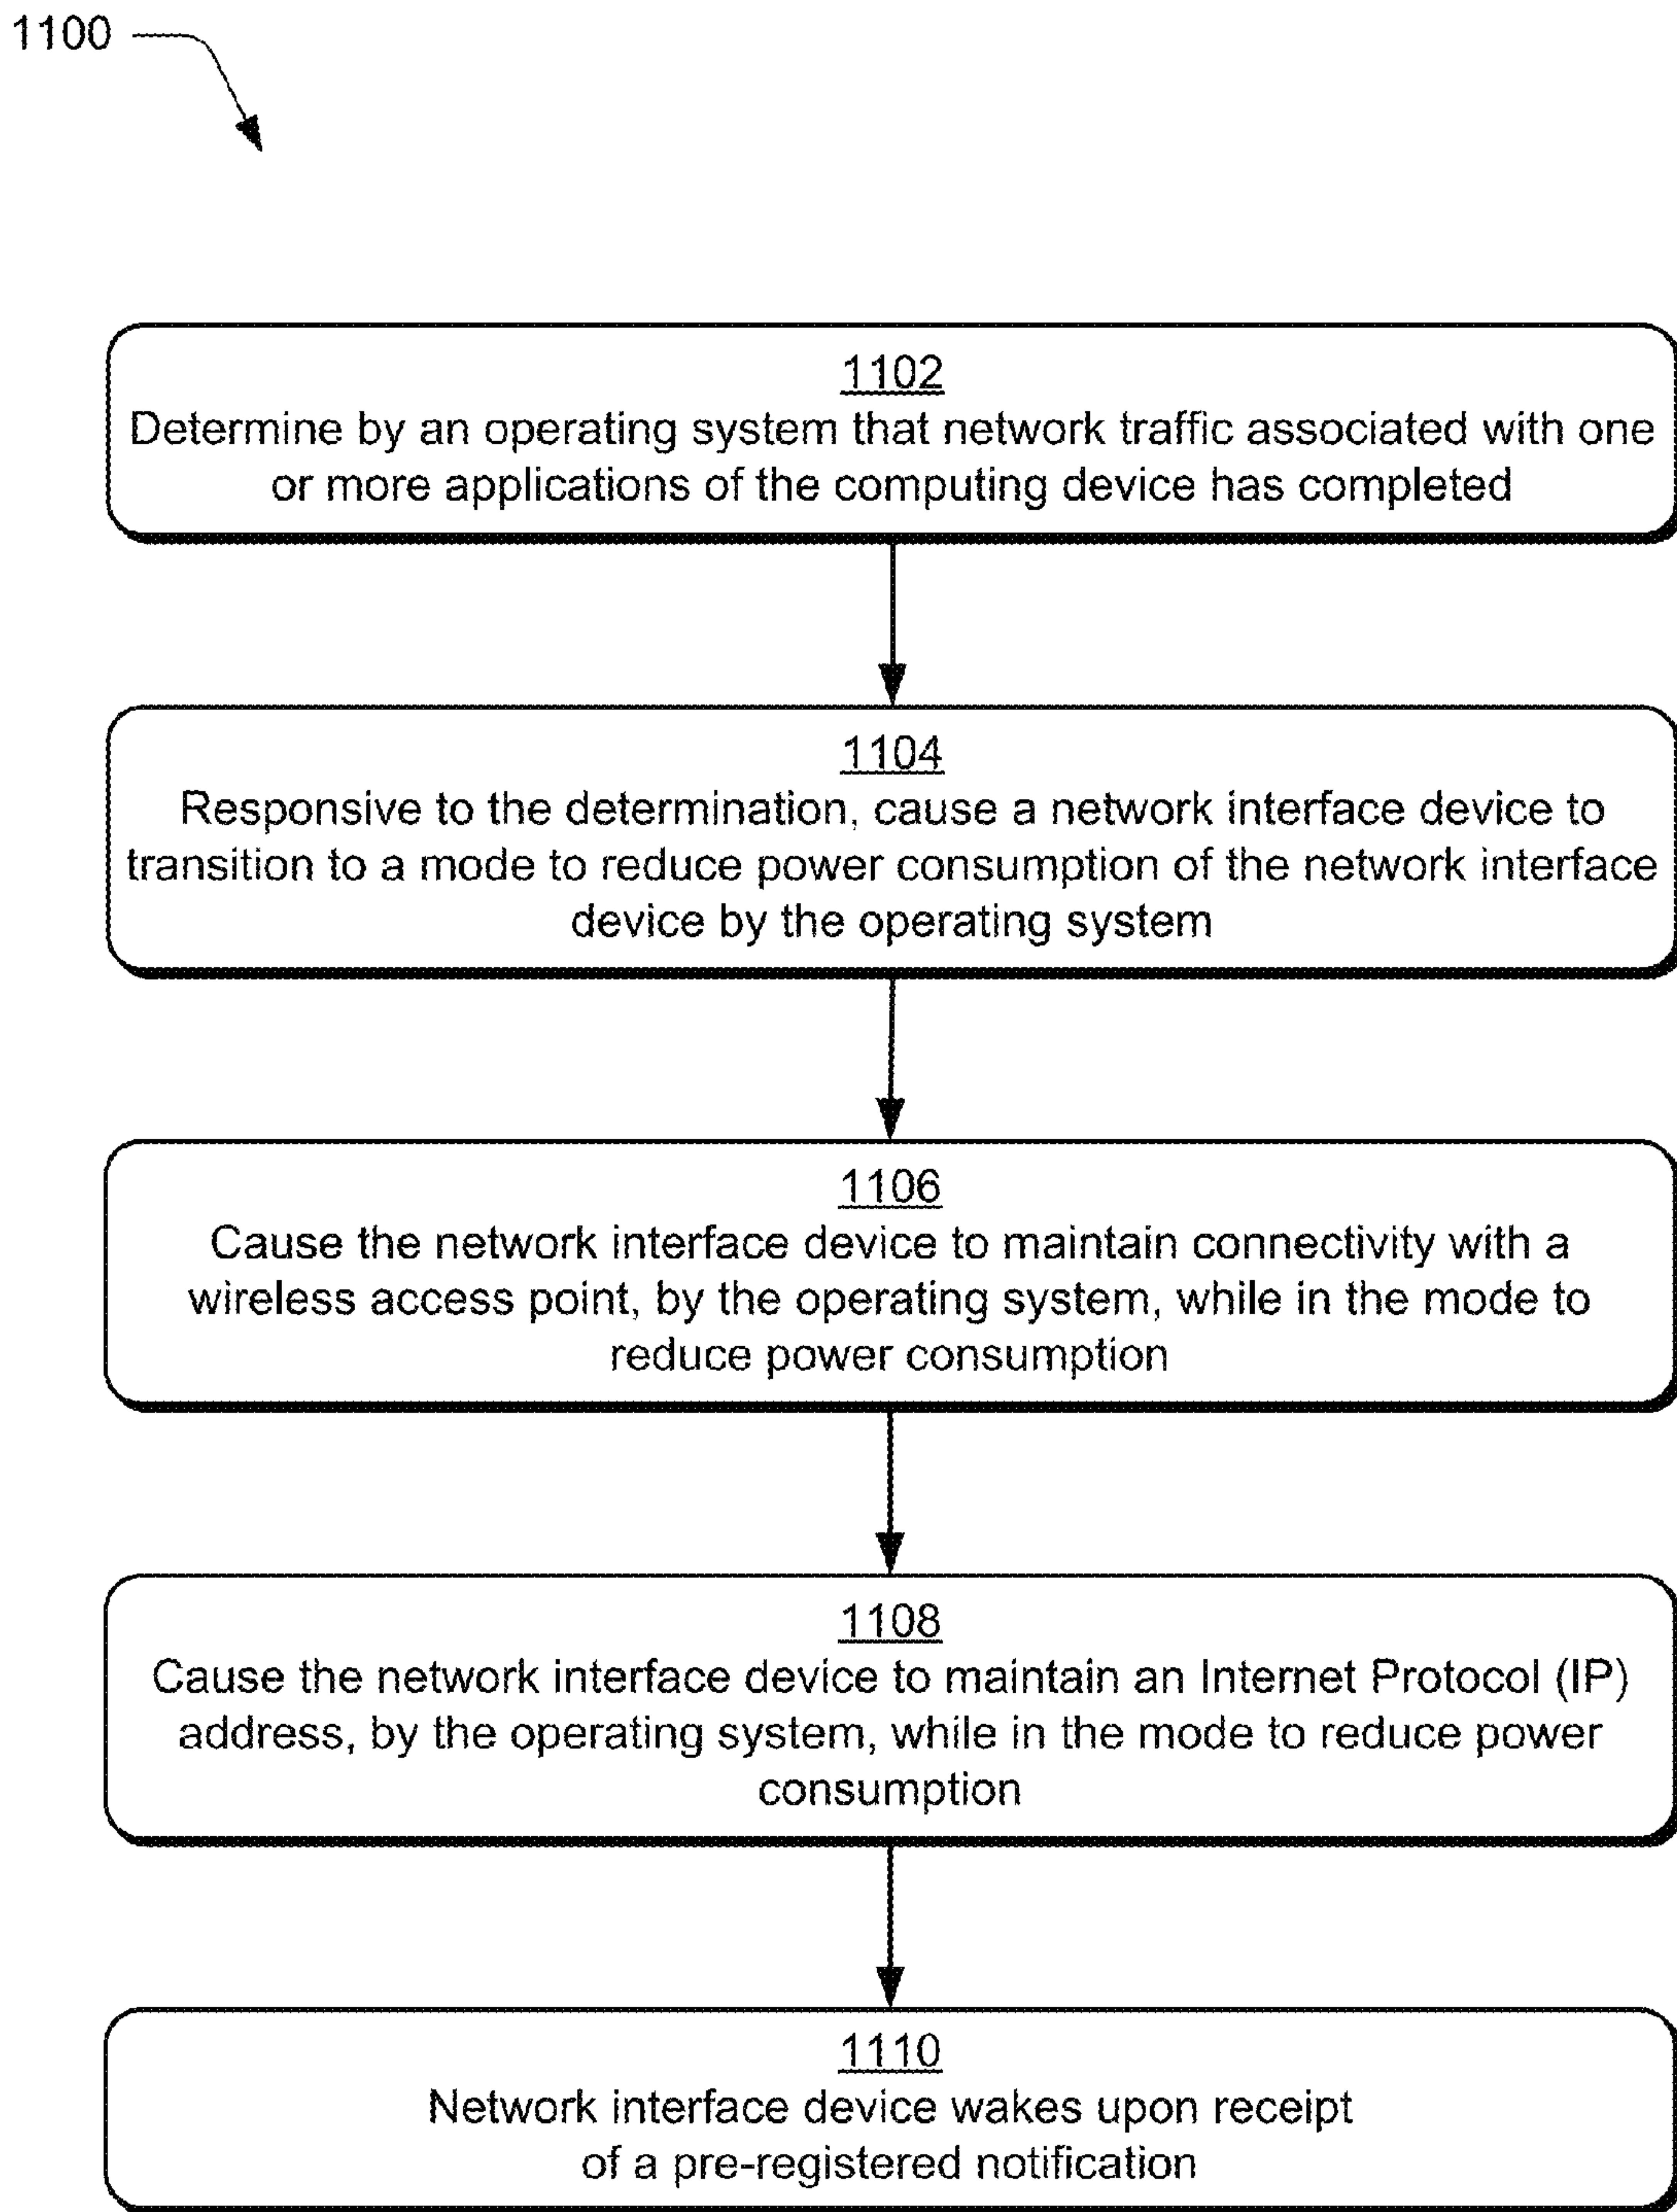 1100
1102
Determine by an operating system that network traffic associated with one
or more applications of the computing device has completed
1104
Responsive to the determination, cause a network interface device to
transition to a mode to reduce power consumption of the network interface
device by the operating system
1106
Cause the network interface device to maintain connectivity with a
wireless access point, by the operating system, while in the mode to
reduce power consumption
1108
Cause the network interface device to maintain an Internet Protocol (IP)
address, by the operating system, while in the mode to reduce power
consumption
1110
Network interface device wakes upon receipt
of a pre-registered notification